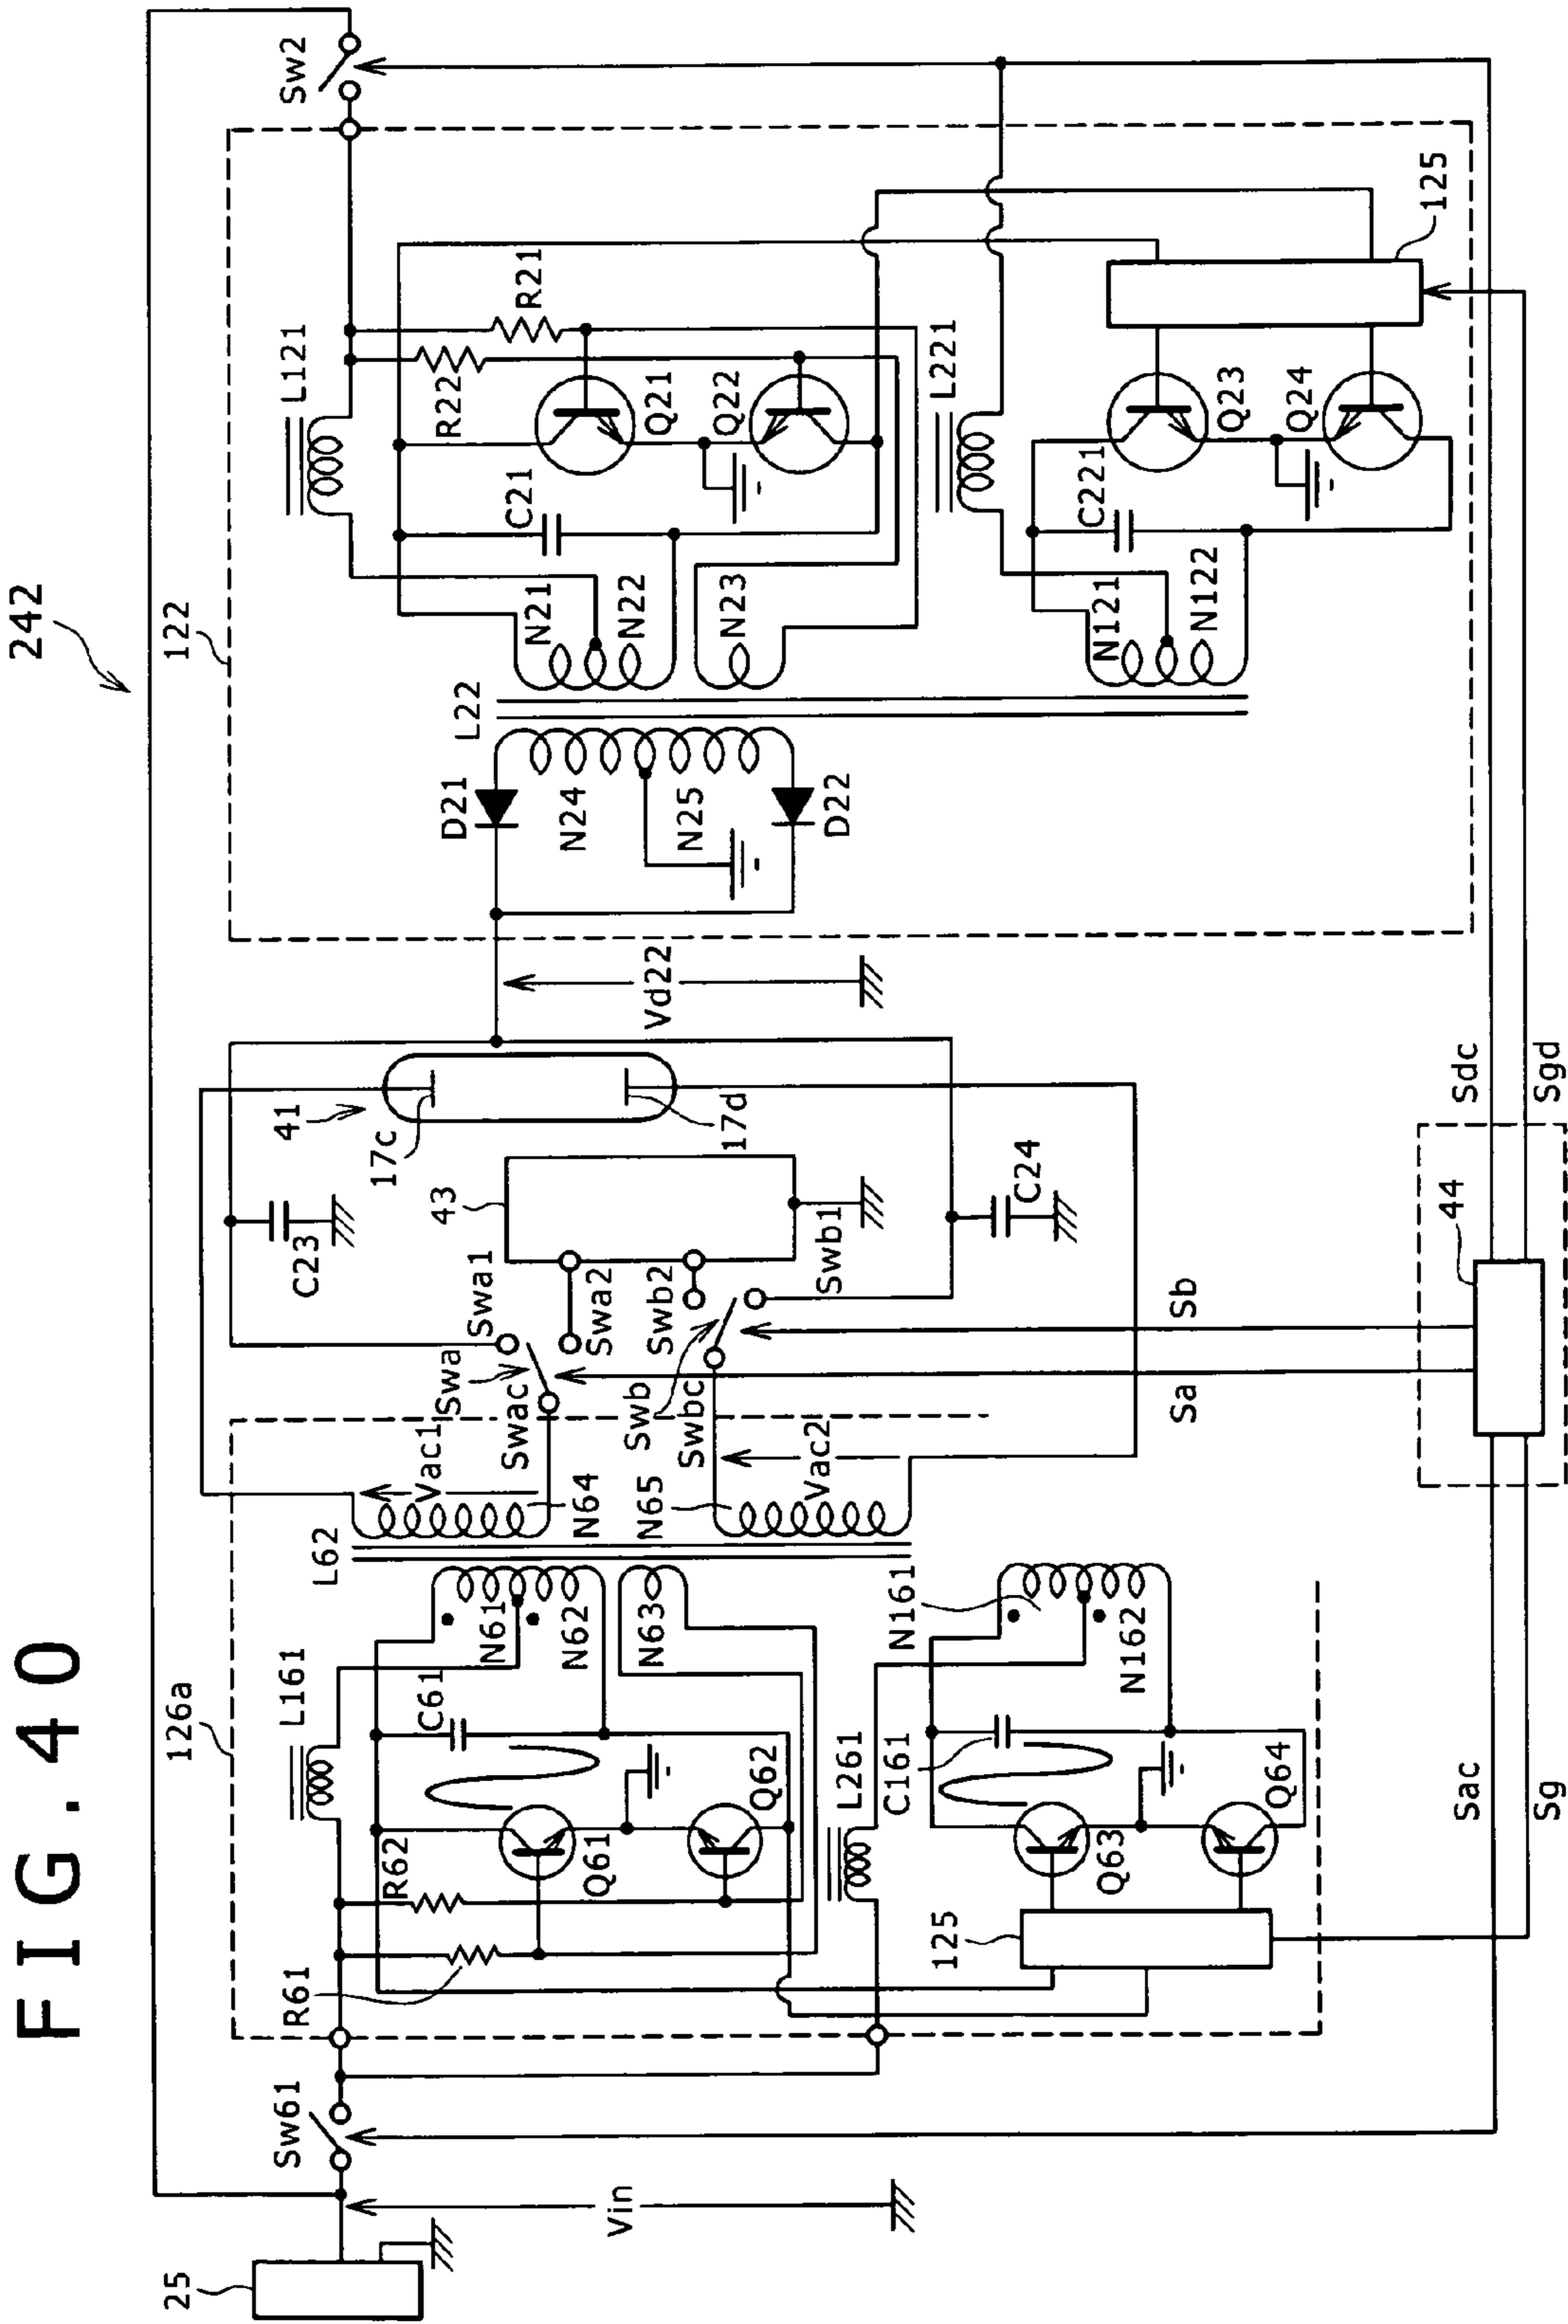 FIG.40
242
25
Vin
Sw61
126a
R61
R62
L161
Q61
Q62
C61
N61
N62
N63
L62
Vac1
N64
Swac
Swa
Swa1
Swa2
Swb
Swbc
Swb2
Swb1
N65
Vac2
L261
125
Q63
Q64
C161
N161
N162
Sac
Sg
Sa
Sb
44
Sdc
Sgd
C23
43
C24
41
17c
17d
Vd22
122
D21
D22
N24
N25
L22
N21
N22
N23
C21
L121
R22
R21
Q21
Q22
Sw2
N121
N122
C221
L221
Q23
Q24
125